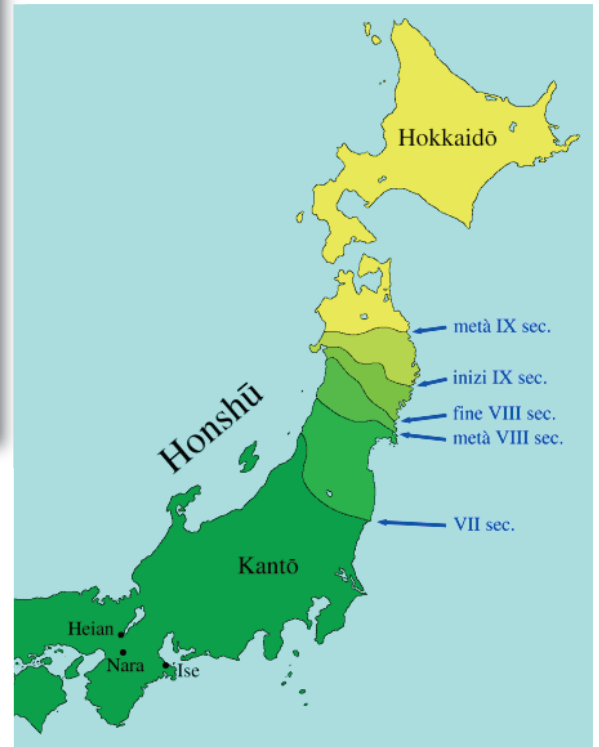 Hokkaidō
metà IX sec.
inizi IX sec.
fine VIII sec.
metà VIII sec.
Honshū
VII sec.
Kantō
Heian
Nara
Ise